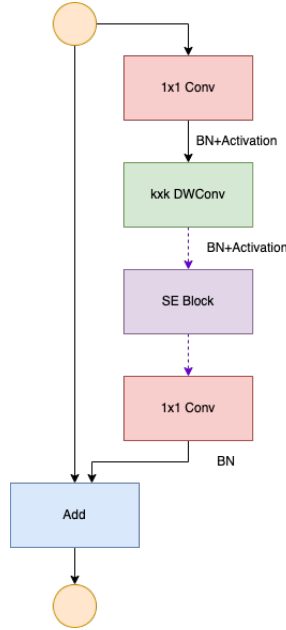 1x1 Conv
BN+Activation
kxk DWConv
BN+Activation
SE Block
1x1 Conv
BN
Add